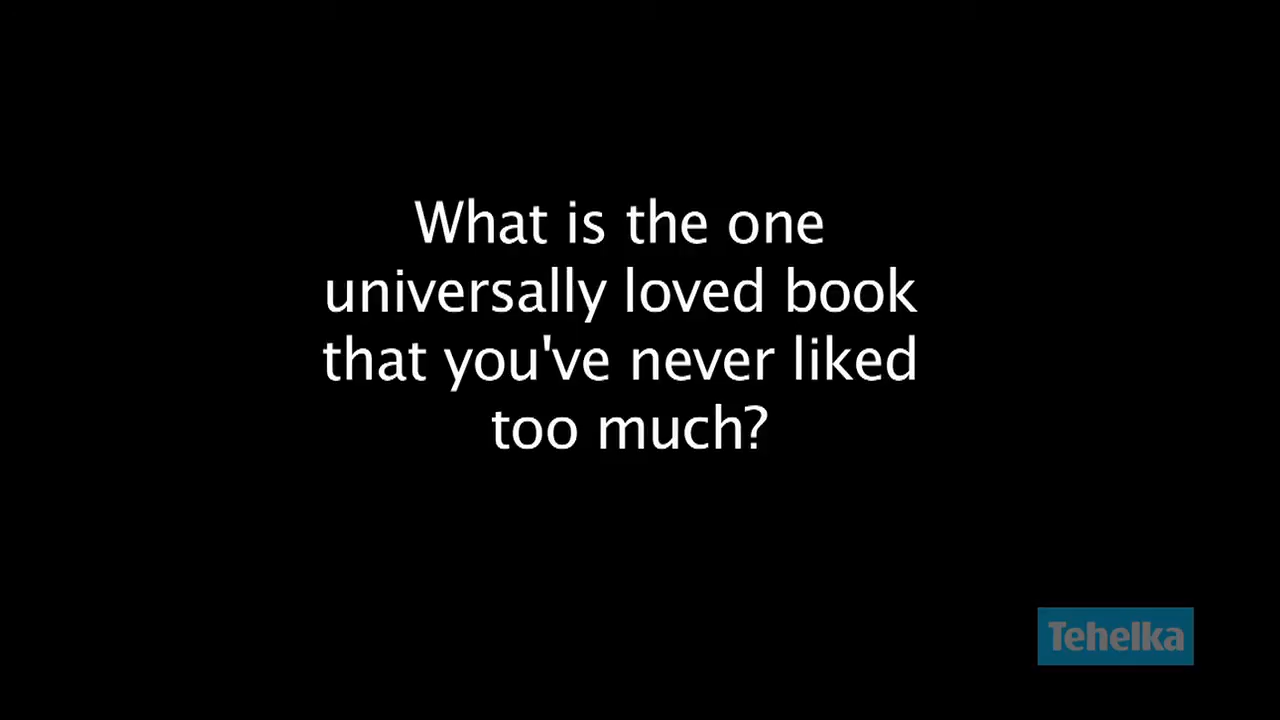 What is the one
universally loved book
that you've never liked
too much?
Tehelka